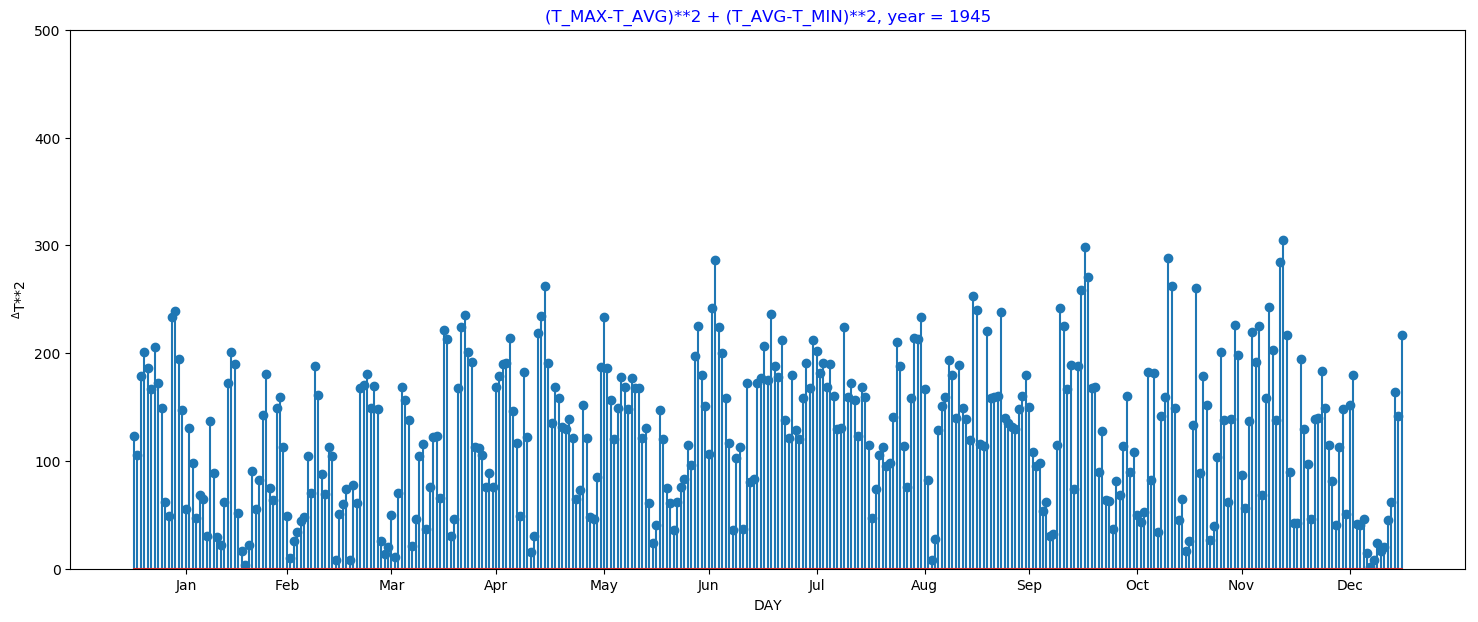 (T_MAX-T_AVG)**2 + (T_AVG-T_MIN)**2, year = 1945
500
400
300
200
100
0
ΔT**2
Jan Feb Mar Apr May Jun Jul Aug Sep Oct Nov Dec
DAY